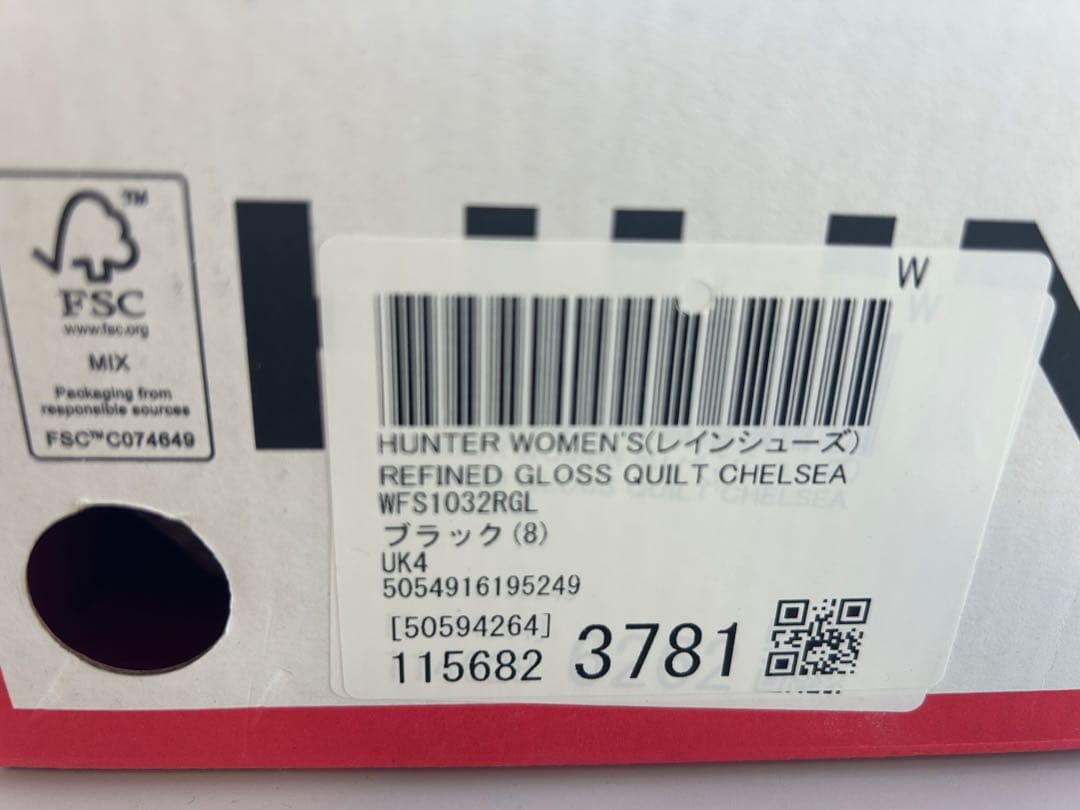 TM
FSC
www.fsc.org
MIX
Packaging from
responsible sources
FSC™ C074649
W
HUNTER WOMEN'S(レインシューズ)
REFINED GLOSS QUILT CHELSEA
WFS1032RGL
ブラック(8)
UK4
5054916195249
[50594264]
115682 3781